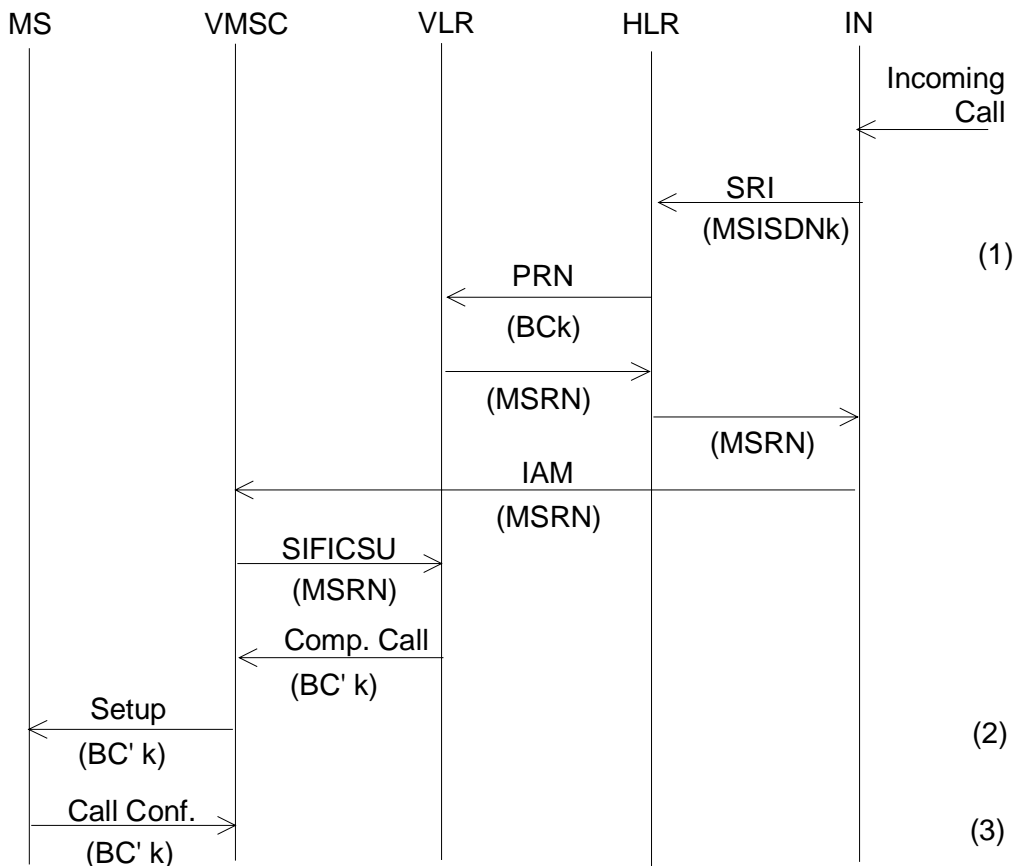 MS VMSC VLR HLR IN
Incoming
Call
SRI
(MSISDNk)
(1)
PRN
(BCk)
(MSRN)
(MSRN)
IAM
(MSRN)
SIFICSU
(MSRN)
Comp. Call
(BC' k)
Setup
(BC' k)
(2)
Call Conf.
(BC' k)
(3)